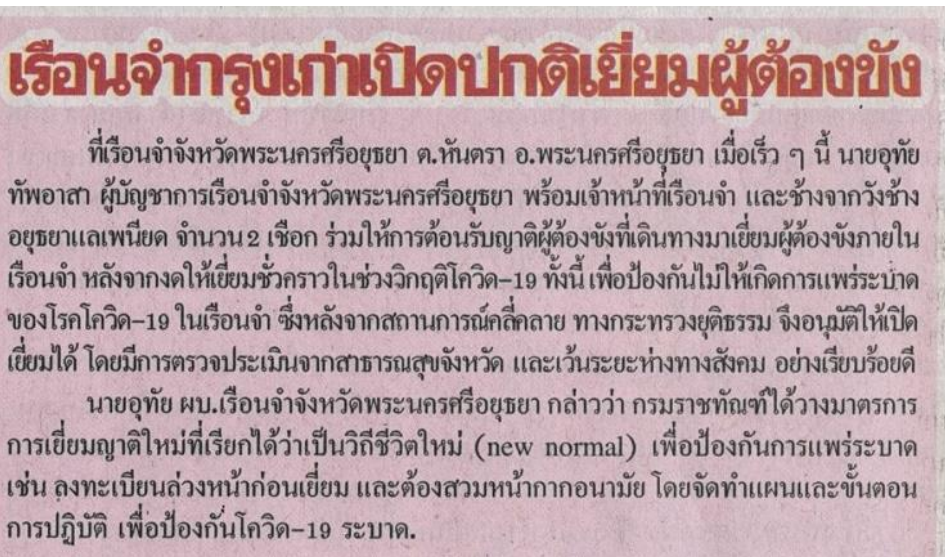 เรือนจำกรุงเก่าเปิดปกติเยี่ยมผู้ต้องขัง
ที่เรือนจำจังหวัดพระนครศรีอยุธยา ต.หันตรา อ.พระนครศรีอยุธยา เมื่อเร็ว ๆ นี้ นายอุทัย
ทัพอาสา ผู้บัญชาการเรือนจำจังหวัดพระนครศรีอยุธยา พร้อมเจ้าหน้าที่เรือนจำ และช้างจากวังช้าง
อยุธยาแลเพนียด จำนวน 2 เชือก ร่วมให้การต้อนรับญาติผู้ต้องขังที่เดินทางมาเยี่ยมผู้ต้องขังภายใน
เรือนจำ หลังจากงดให้เยี่ยมชั่วคราวในช่วงวิกฤติโควิด-19 ทั้งนี้ เพื่อป้องกันไม่ให้เกิดการแพร่ระบาด
ของโรคโควิด-19 ในเรือนจำ ซึ่งหลังจากสถานการณ์คลี่คลาย ทางกระทรวงยุติธรรม จึงอนุมัติให้เปิด
เยี่ยมได้ โดยมีการตรวจประเมินจากสาธารณสุขจังหวัด และเว้นระยะห่างทางสังคม อย่างเรียบร้อยดี
นายอุทัย ผบ.เรือนจำจังหวัดพระนครศรีอยุธยา กล่าวว่า กรมราชทัณฑ์ได้วางมาตรการ
การเยี่ยมญาติใหม่ที่เรียกได้ว่าเป็นวิถีชีวิตใหม่ (new normal) เพื่อป้องกันการแพร่ระบาด
เช่น ลงทะเบียนล่วงหน้าก่อนเยี่ยม และต้องสวมหน้ากากอนามัย โดยจัดทำแผนและขั้นตอน
การปฏิบัติ เพื่อป้องกันโควิด-19 ระบาด.